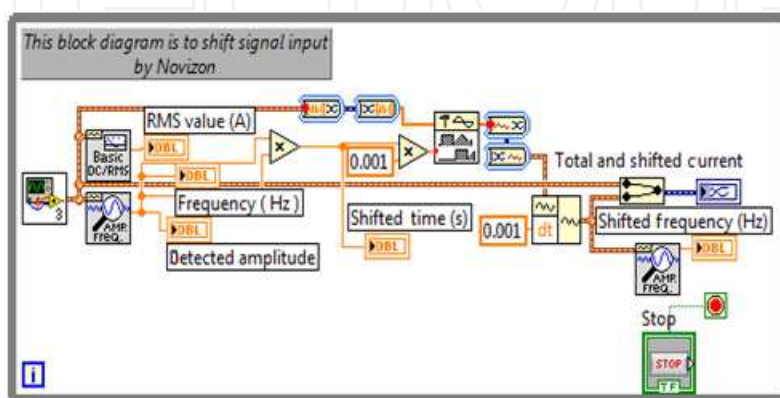 This block diagram is to shift signal input
by Novizon
RMS value (A)
Basic
DC/RMS
DBL
DBL
0.001
Total and shifted current
Frequency ( Hz )
AMP
FREQ.
DBL
Shifted time (s)
DBL
0.001
dt
Shifted frequency (Hz)
DBL
Detected amplitude
AMP
FREQ.
Stop
STOP
TF
i